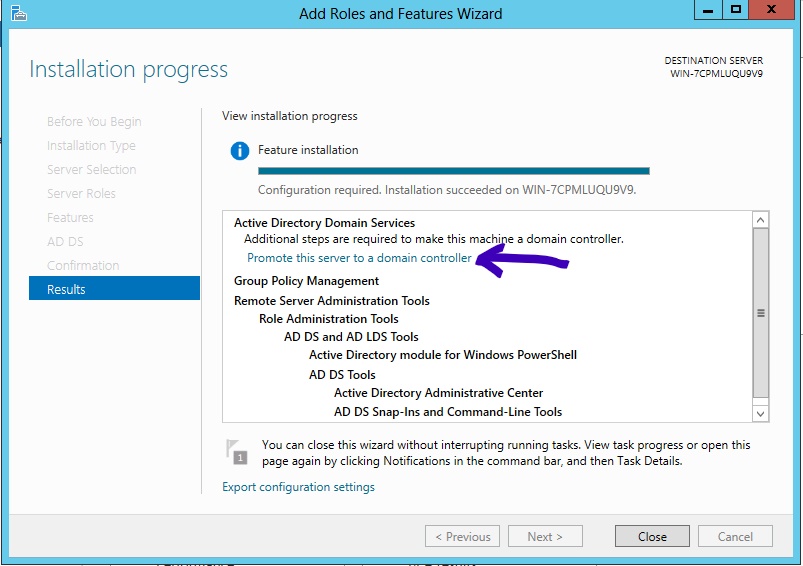 Add Roles and Features Wizard
Installation progress
DESTINATION SERVER
WIN-7CPMLUQU9V9
Before You Begin
Installation Type
Server Selection
Server Roles
Features
AD DS
Confirmation
Results
View installation progress
Feature installation
Configuration required. Installation succeeded on WIN-7CPMLUQU9V9.
Active Directory Domain Services
Additional steps are required to make this machine a domain controller.
Promote this server to a domain controller
Group Policy Management
Remote Server Administration Tools
Role Administration Tools
AD DS and AD LDS Tools
Active Directory module for Windows PowerShell
AD DS Tools
Active Directory Administrative Center
AD DS Snap-Ins and Command-Line Tools
1
You can close this wizard without interrupting running tasks. View task progress or open this
page again by clicking Notifications in the command bar, and then Task Details.
Export configuration settings
< Previous
Next >
Close
Cancel